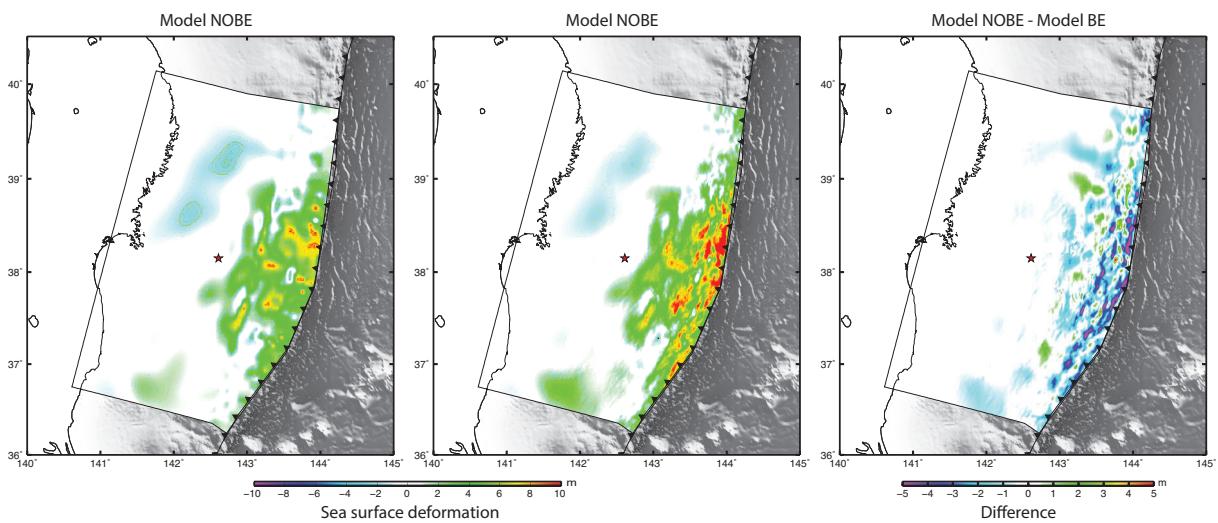 Model NOBE
Model NOBE
Model NOBE - Model BE
40°
39°
38°
37°
36°
140° 141° 142° 143° 144° 145°
40°
39°
38°
37°
36°
140° 141° 142° 143° 144° 145°
40°
39°
38°
37°
36°
140° 141° 142° 143° 144° 145°
m
−10 −8 −6 −4 −2 0 2 4 6 8 10
Sea surface deformation
m
−5 −4 −3 −2 −1 0 1 2 3 4 5
Difference